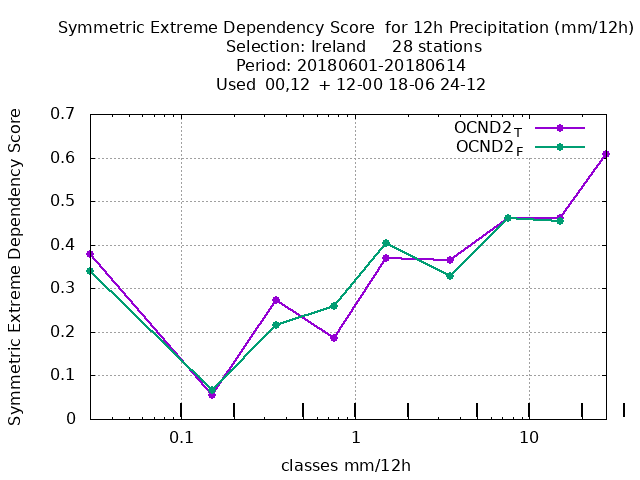 Symmetric Extreme Dependency Score  for 12h Precipitation (mm/12h)
Selection: Ireland     28 stations
Period: 20180601-20180614
Used  00,12  + 12-00 18-06 24-12
OCND2 T
OCND2 F
Symmetric Extreme Dependency Score
0.7
0.6
0.5
0.4
0.3
0.2
0.1
0
0.1
1
10
classes mm/12h